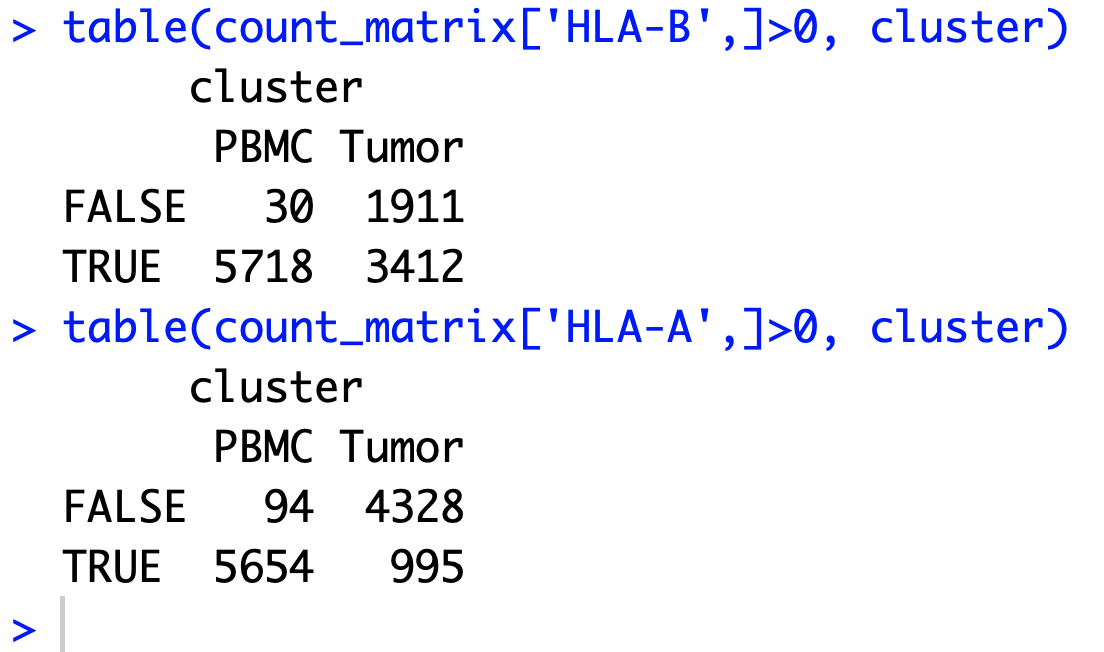 > table(count_matrix['HLA-B',]>0, cluster)
cluster
PBMC Tumor
FALSE 30 1911
TRUE 5718 3412
> table(count_matrix['HLA-A',]>0, cluster)
cluster
PBMC Tumor
FALSE 94 4328
TRUE 5654 995
>